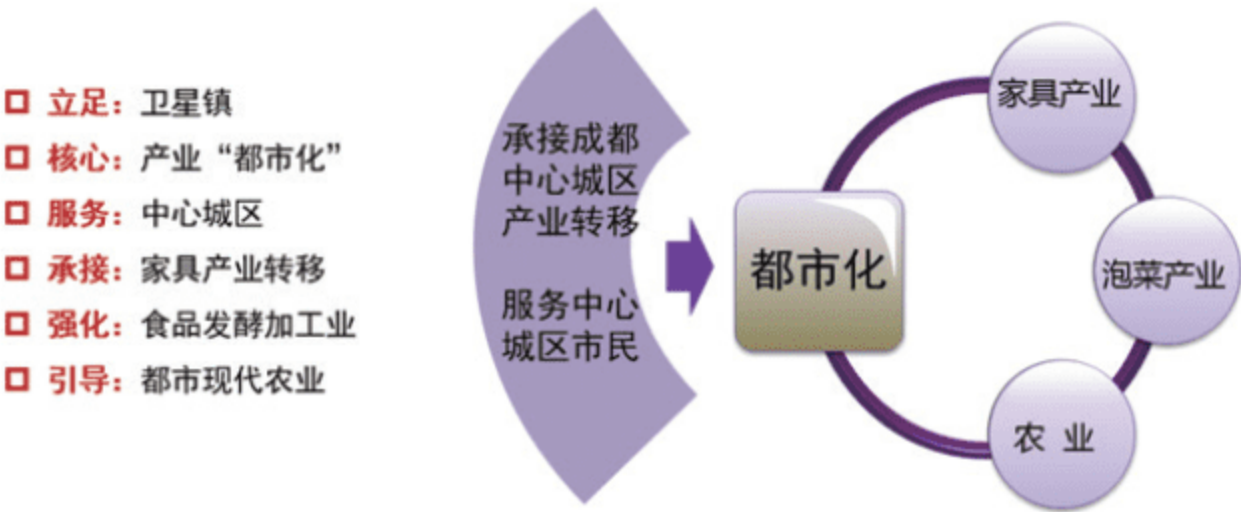 立足：卫星镇
核心：产业“都市化”
服务：中心城区
承接：家具产业转移
强化：食品发酵加工业
引导：都市现代农业
承接成都
中心城区
产业转移
服务中心
城区市民
都市化
家具产业
泡菜产业
农 业